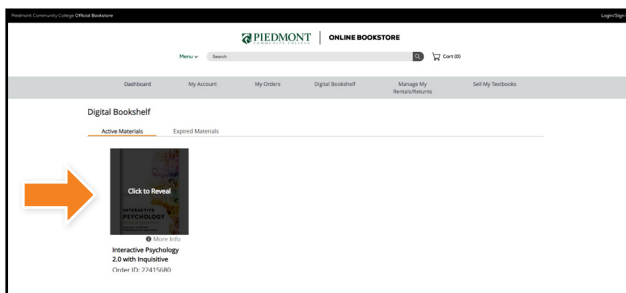 Piedmont Community College Official Bookstore
Login/Sign
PIEDMONT
COMMUNITY COLLEGE
ONLINE BOOKSTORE
Menu
Search
Cart (0)
Dashboard
My Account
My Orders
Digital Bookshelf
Manage My
Rentals/Returns
Sell My Textbooks
Digital Bookshelf
Active Materials
Expired Materials
Click to Reveal
INTERACTIVE
PSYCHOLOGY
More Info
Interactive Psychology
2.0 with Inquisitive
Order ID: 22415680